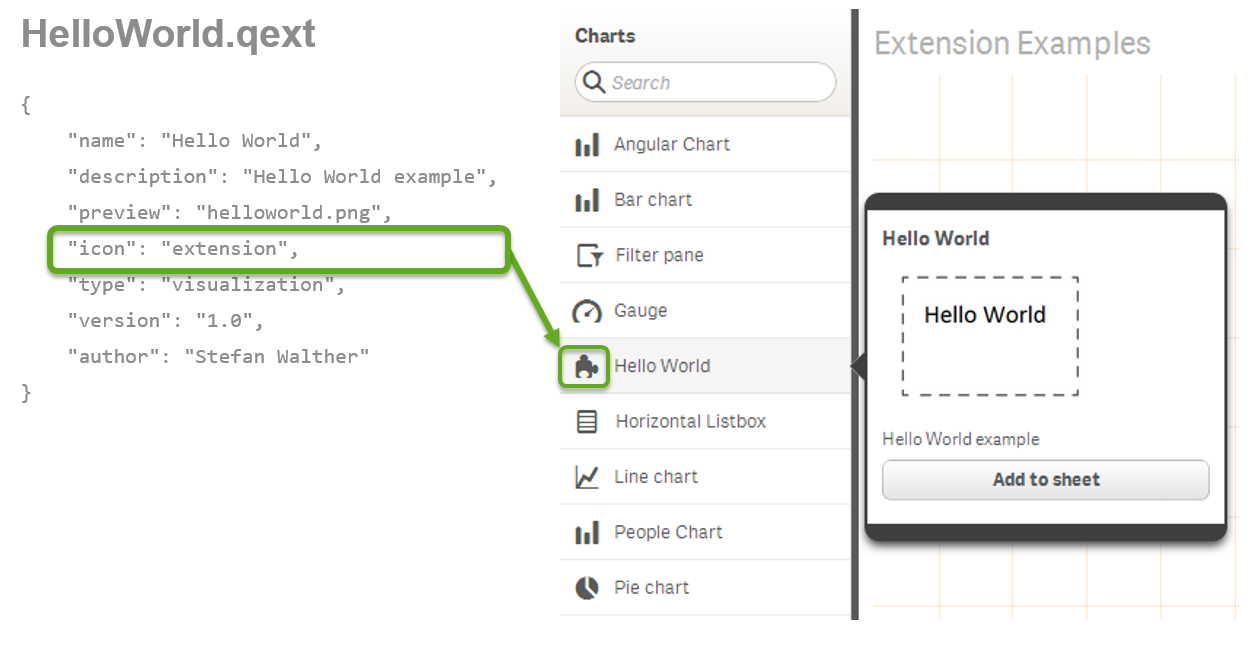 HelloWorld.qext
{
"name": "Hello World",
"description": "Hello World example",
"preview": "helloworld.png",
"icon": "extension",
"type": "visualization",
"version": "1.0",
"author": "Stefan Walther"
}
Charts
Search
Angular Chart
Bar chart
Filter pane
Gauge
Hello World
Horizontal Listbox
Line chart
People Chart
Pie chart
Extension Examples
Hello World
Hello World
Hello World example
Add to sheet